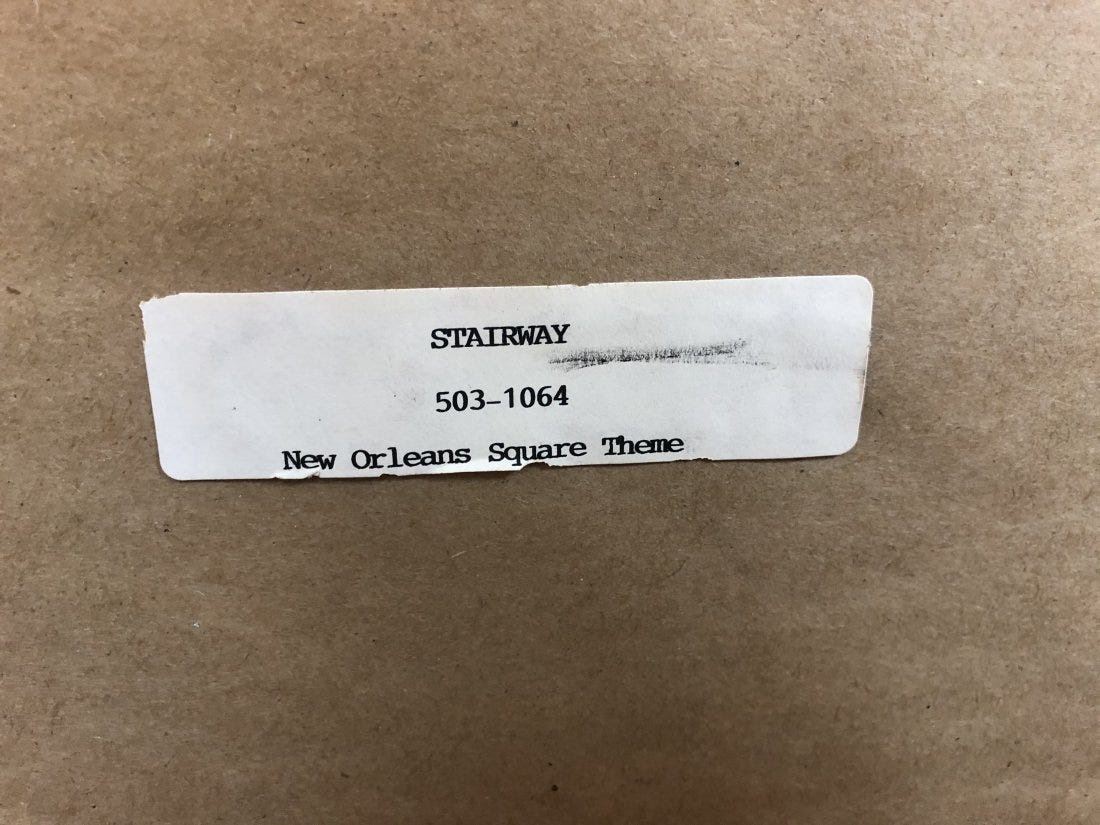 STAIRWAY
503-1064
New Orleans Square Theme